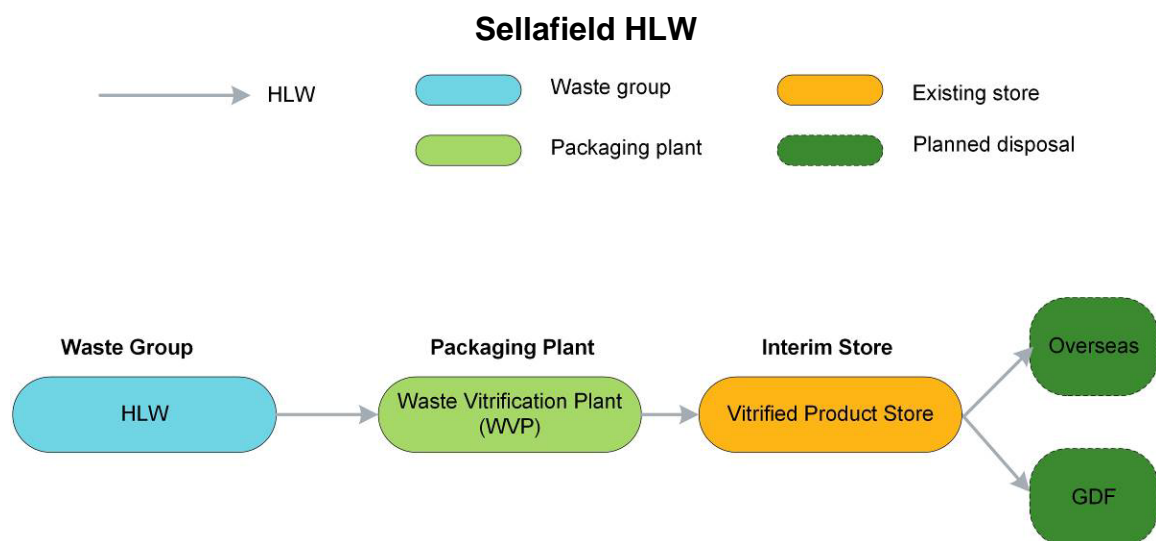 Sellafield HLW
HLW
Waste group
Existing store
Packaging plant
Planned disposal
Waste Group
Packaging Plant
Interim Store
HLW
Waste Vitrification Plant
(WVP)
Vitrified Product Store
Overseas
GDF